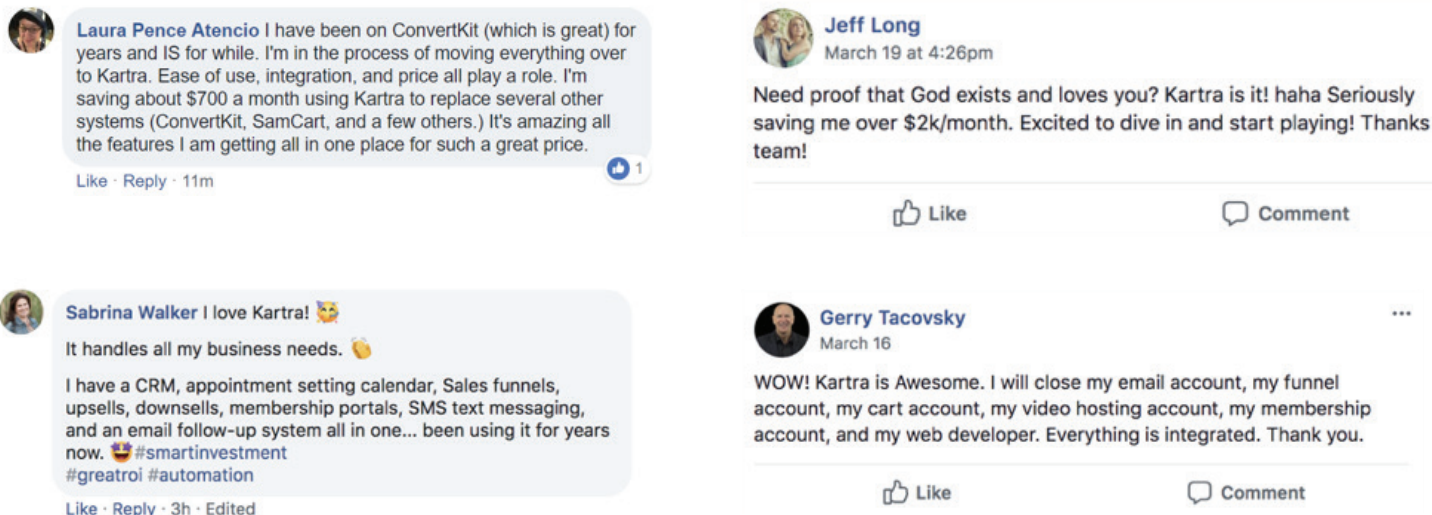 Laura Pence Atencio I have been on ConvertKit (which is great) for
years and IS for while. I'm in the process of moving everything over
to Kartra. Ease of use, integration, and price all play a role. I'm
saving about $700 a month using Kartra to replace several other
systems (ConvertKit, SamCart, and a few others.) It's amazing all
the features I am getting all in one place for such a great price.
1
Like · Reply · 11m
Jeff Long
March 19 at 4:26pm
Need proof that God exists and loves you? Kartra is it! haha Seriously
saving me over $2k/month. Excited to dive in and start playing! Thanks
team!
Like Comment
Sabrina Walker I love Kartra! 🥳
It handles all my business needs. 👏
I have a CRM, appointment setting calendar, Sales funnels,
upsells, downsells, membership portals, SMS text messaging,
and an email follow-up system all in one... been using it for years
now. 🤩#smartinvestment
#greatroi #automation
Like · Reply · 3h · Edited
Gerry Tacovsky
March 16
WOW! Kartra is Awesome. I will close my email account, my funnel
account, my cart account, my video hosting account, my membership
account, and my web developer. Everything is integrated. Thank you.
Like Comment